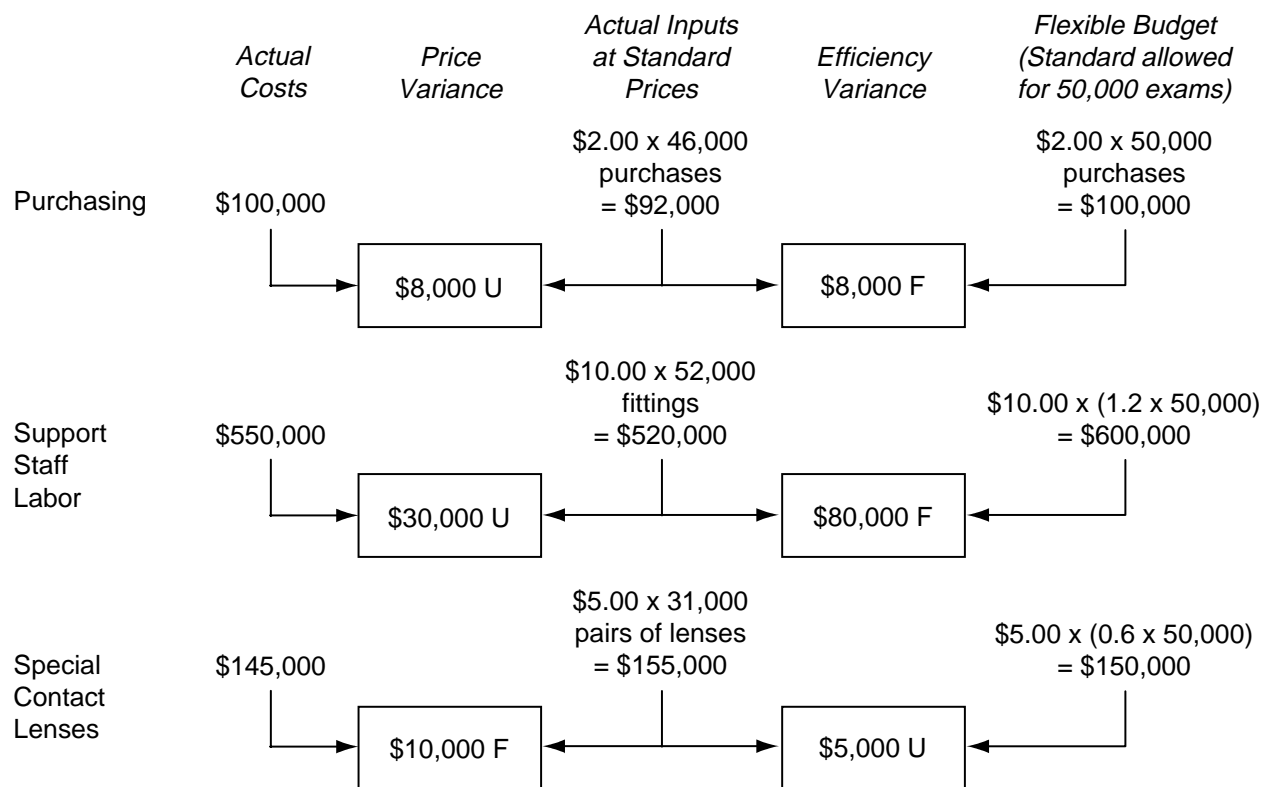 Actual
Costs
Price
Variance
Actual Inputs
at Standard
Prices
Efficiency
Variance
Flexible Budget
(Standard allowed
for 50,000 exams)
Purchasing
$100,000
$2.00 x 46,000
purchases
= $92,000
$2.00 x 50,000
purchases
= $100,000
$8,000 U
$8,000 F
Support
Staff
Labor
$550,000
$10.00 x 52,000
fittings
= $520,000
$10.00 x (1.2 x 50,000)
= $600,000
$30,000 U
$80,000 F
Special
Contact
Lenses
$145,000
$5.00 x 31,000
pairs of lenses
= $155,000
$5.00 x (0.6 x 50,000)
= $150,000
$10,000 F
$5,000 U